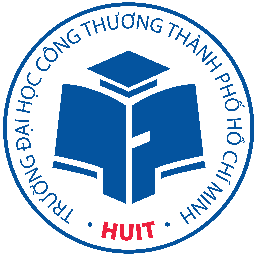 TRƯỜNG ĐẠI HỌC CÔNG THƯƠNG THÀNH PHỐ HỒ CHÍ MINH
• HUIT •